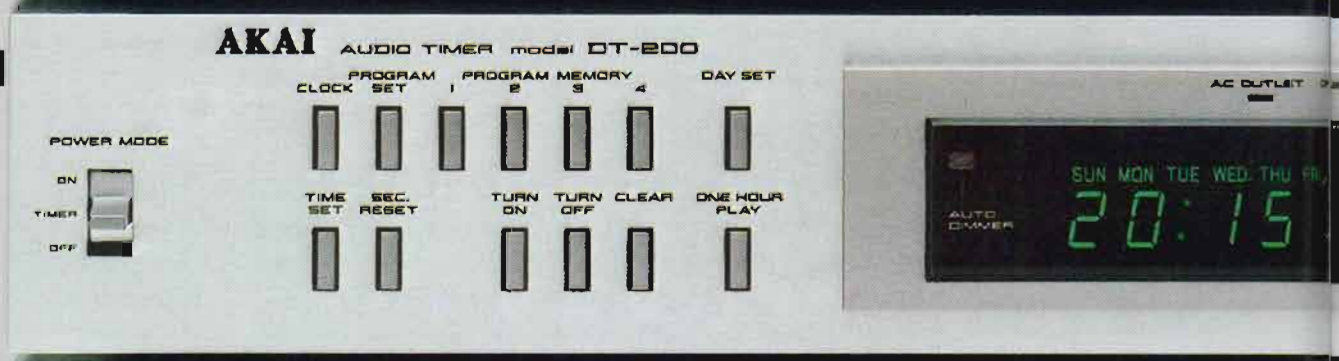 AKAI AUDIO TIMER model DT-200
PROGRAM PROGRAM MEMORY DAY SET
CLOCK SET 1 2 3 4
POWER MODE
ON
TIMER
OFF
TIME SEC. TURN TURN CLEAR ONE HOUR
SET RESET ON OFF PLAY
AC OUTLET
SUN MON TUE WED THU FRI
20:15
AUTO
DIMMER